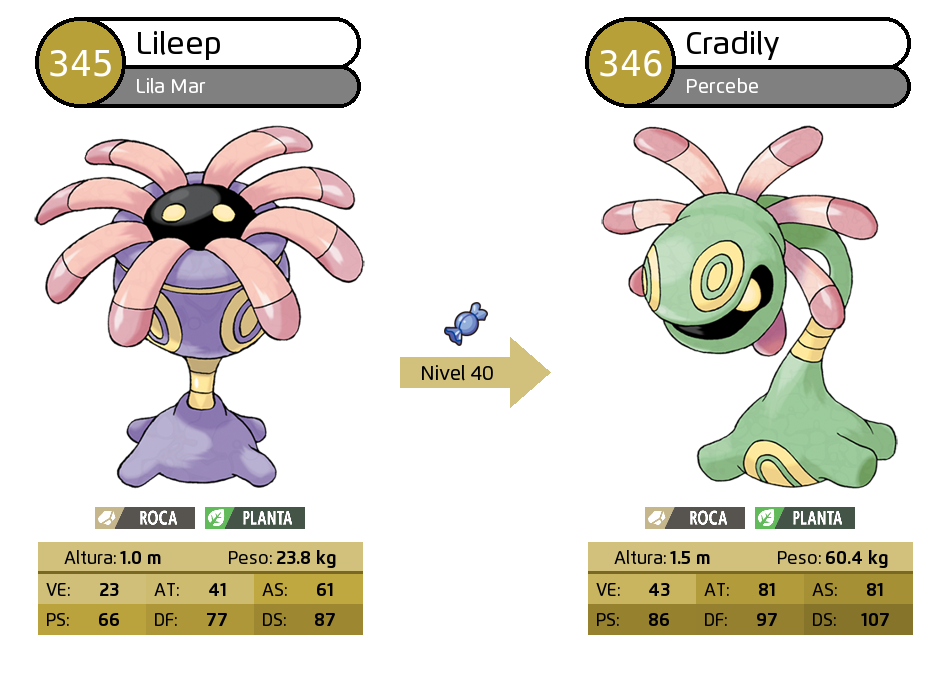 345 Lileep
Lila Mar
346 Cradily
Percebe
Nivel 40
ROCA PLANTA
ROCA PLANTA
Altura: 1.0 m Peso: 23.8 kg
VE: 23 AT: 41 AS: 61
PS: 66 DF: 77 DS: 87
Altura: 1.5 m Peso: 60.4 kg
VE: 43 AT: 81 AS: 81
PS: 86 DF: 97 DS: 107